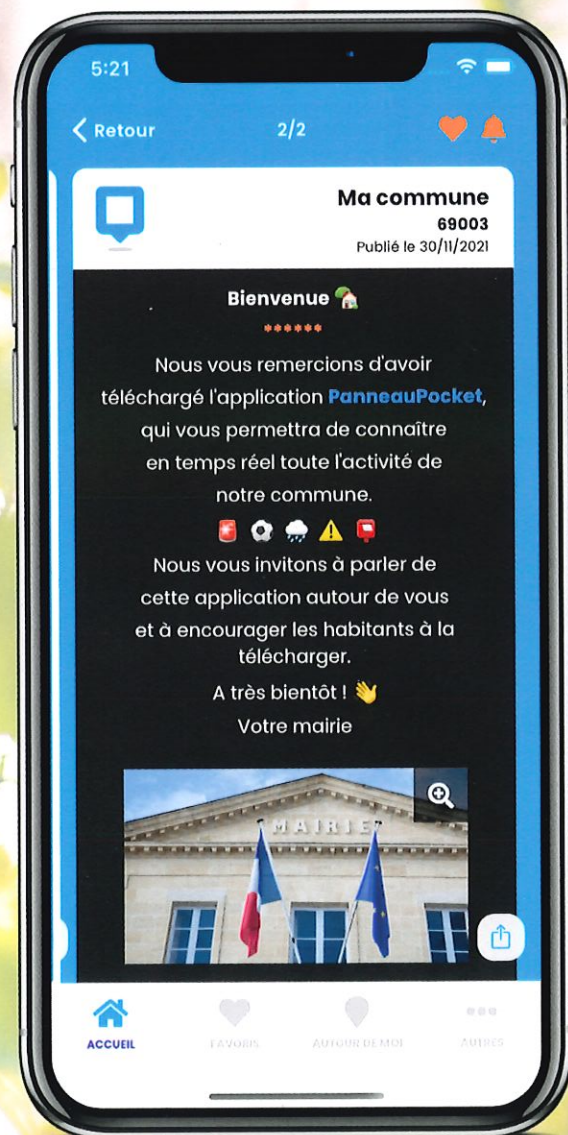 5:21
Retour 2/2
Ma commune
69003
Publié le 30/11/2021
Bienvenue
******
Nous vous remercions d'avoir
téléchargé l'application PanneauPocket,
qui vous permettra de connaître
en temps réel toute l'activité de
notre commune.
Nous vous invitons à parler de
cette application autour de vous
et à encourager les habitants à la
télécharger.
A très bientôt !
Votre mairie
MAIRIE
ACCUEIL FAVORIS AUTOUR DE MOI AUTRES